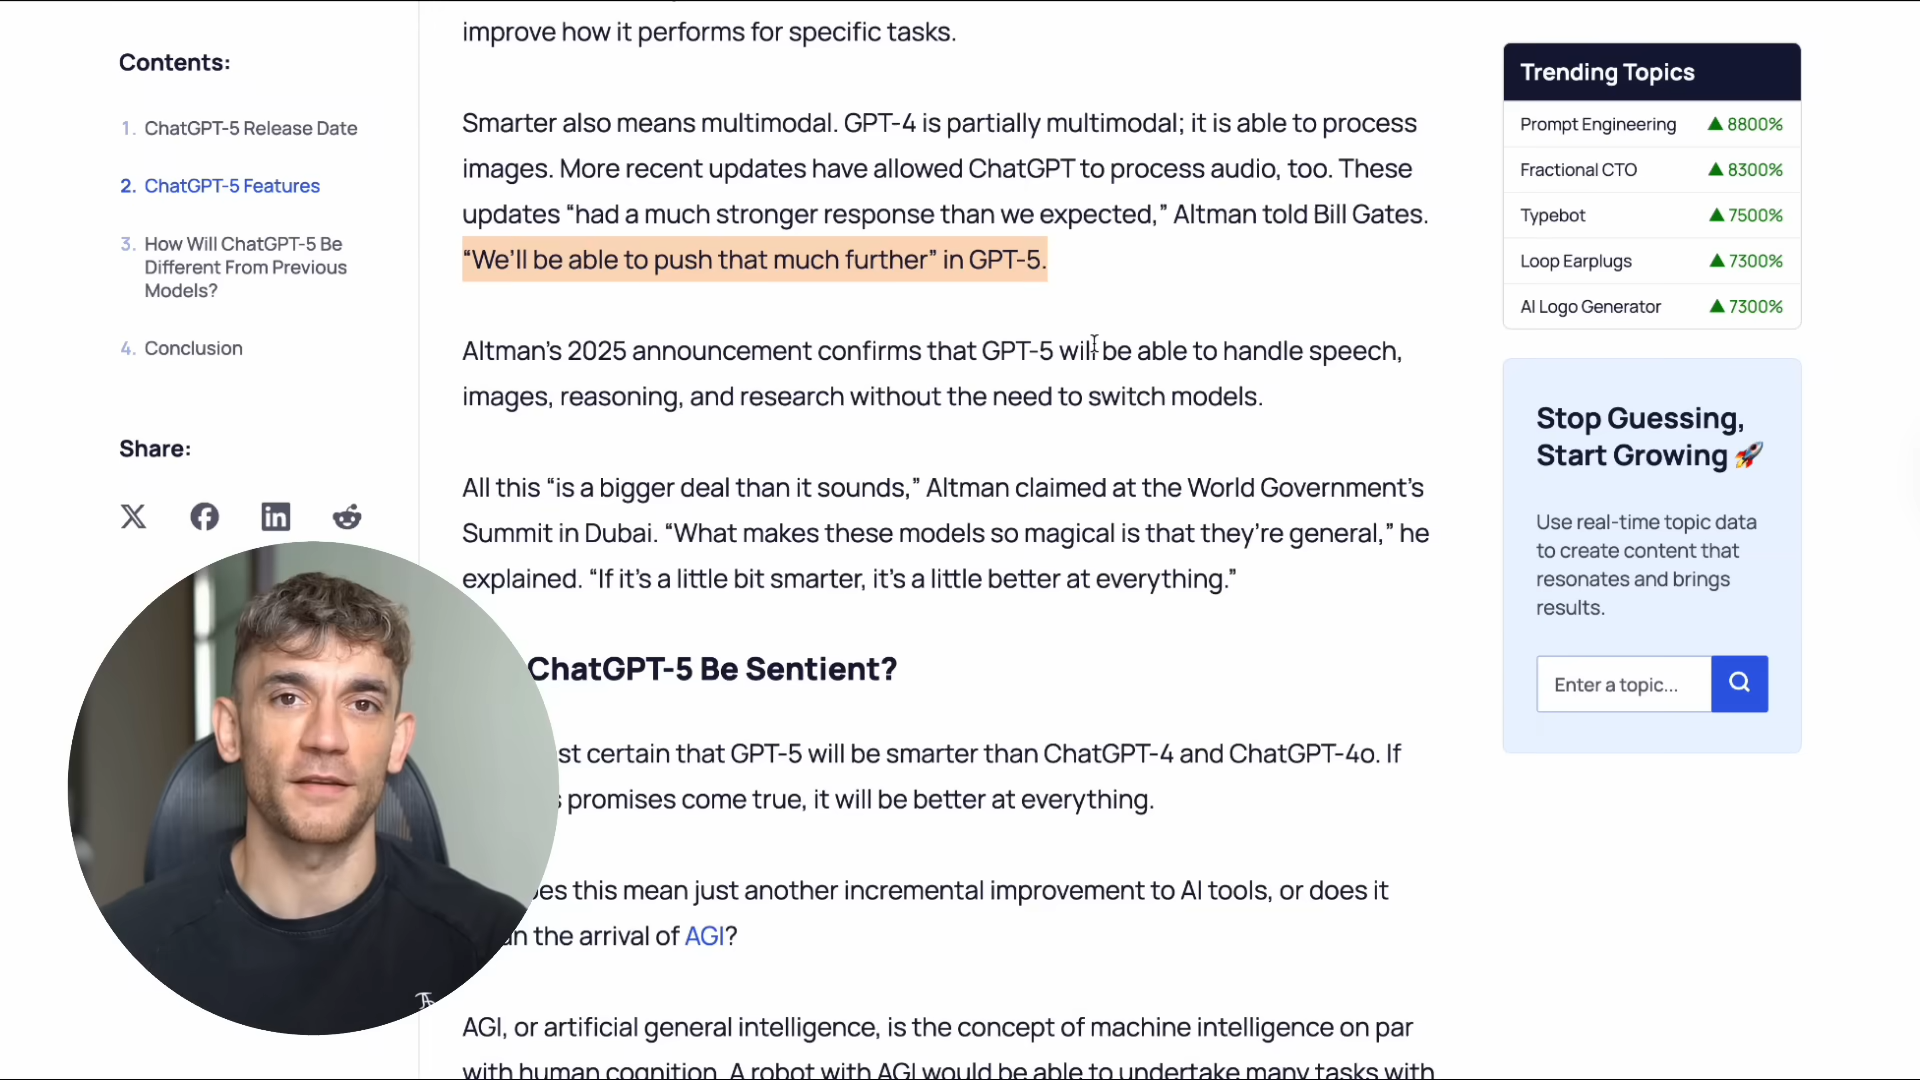 Contents:
1. ChatGPT-5 Release Date
2. ChatGPT-5 Features
3. How Will ChatGPT-5 Be
Different From Previous
Models?
4. Conclusion
Share:
improve how it performs for specific tasks.
Smarter also means multimodal. GPT-4 is partially multimodal; it is able to process
images. More recent updates have allowed ChatGPT to process audio, too. These
updates “had a much stronger response than we expected,” Altman told Bill Gates.
“We’ll be able to push that much further” in GPT-5.
Altman’s 2025 announcement confirms that GPT-5 will be able to handle speech,
images, reasoning, and research without the need to switch models.
All this “is a bigger deal than it sounds,” Altman claimed at the World Government’s
Summit in Dubai. “What makes these models so magical is that they’re general,” he
explained. “If it’s a little bit smarter, it’s a little better at everything.”
ChatGPT-5 Be Sentient?
certain that GPT-5 will be smarter than ChatGPT-4 and ChatGPT-4o. If
promises come true, it will be better at everything.
this mean just another incremental improvement to AI tools, or does it
the arrival of AGI?
AGI, or artificial general intelligence, is the concept of machine intelligence on par
with human cognition. A robot with AGI would be able to undertake many tasks with
Trending Topics
Prompt Engineering ▲ 8800%
Fractional CTO ▲ 8300%
Typebot ▲ 7500%
Loop Earplugs ▲ 7300%
AI Logo Generator ▲ 7300%
Stop Guessing,
Start Growing 🚀
Use real-time topic data
to create content that
resonates and brings
results.
Enter a topic...